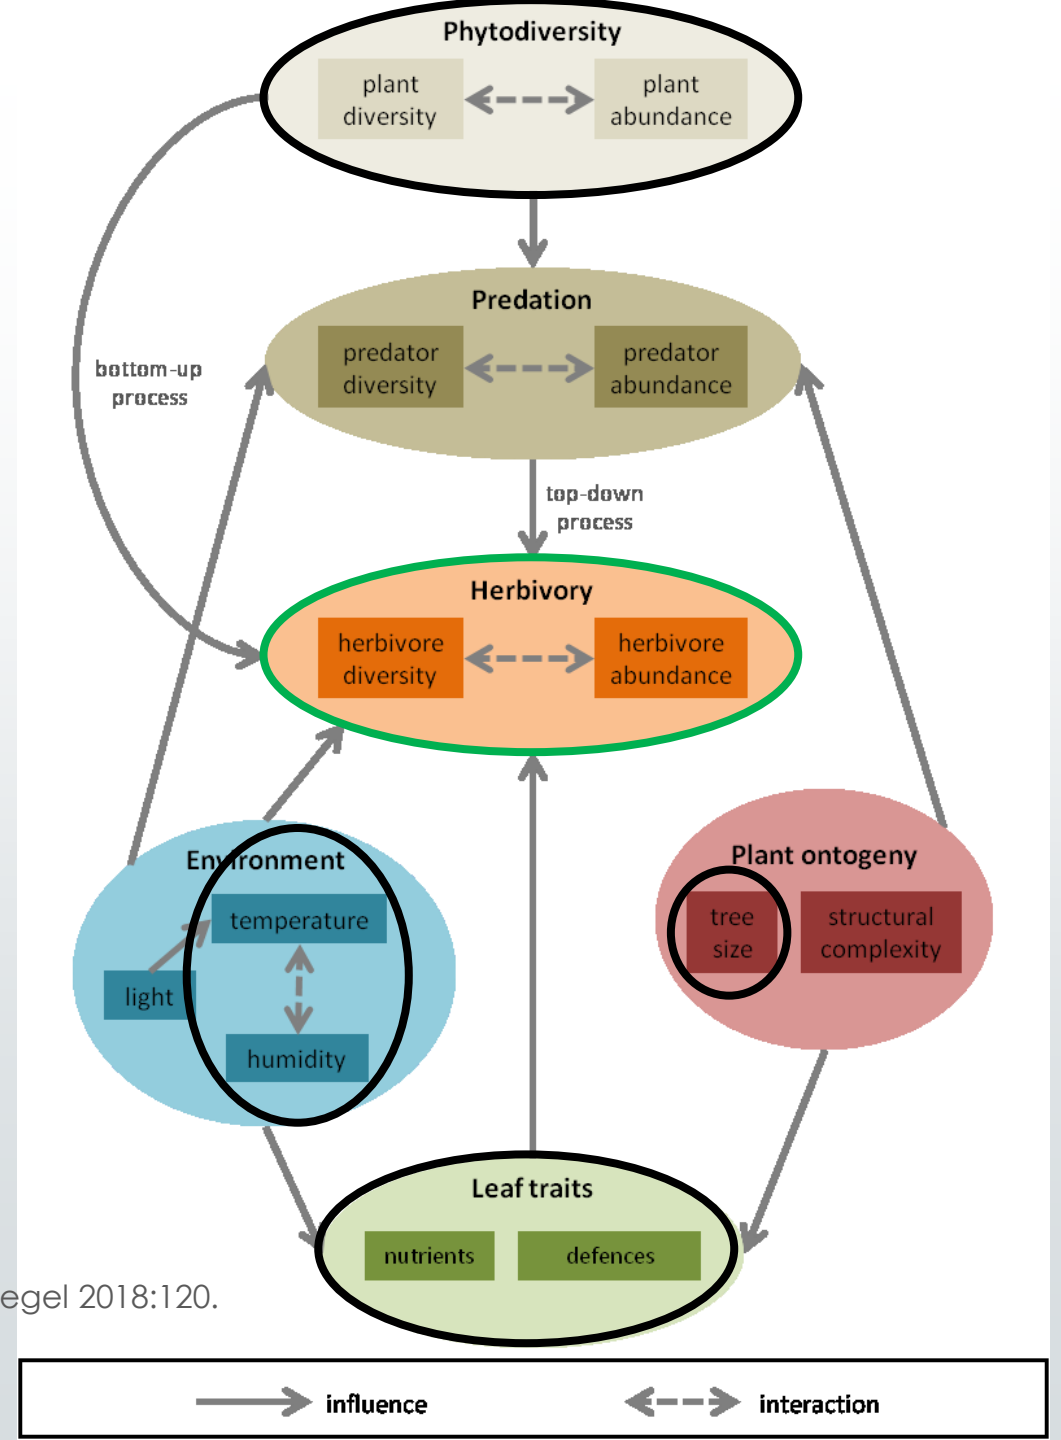 Phytodiversity
plant
diversity
plant
abundance
Predation
predator
diversity
predator
abundance
bottom-up
process
top-down
process
Herbivory
herbivore
diversity
herbivore
abundance
Environment
temperature
light
humidity
Plant ontogeny
tree
size
structural
complexity
Leaf traits
nutrients
defences
egel 2018:120.
influence
interaction